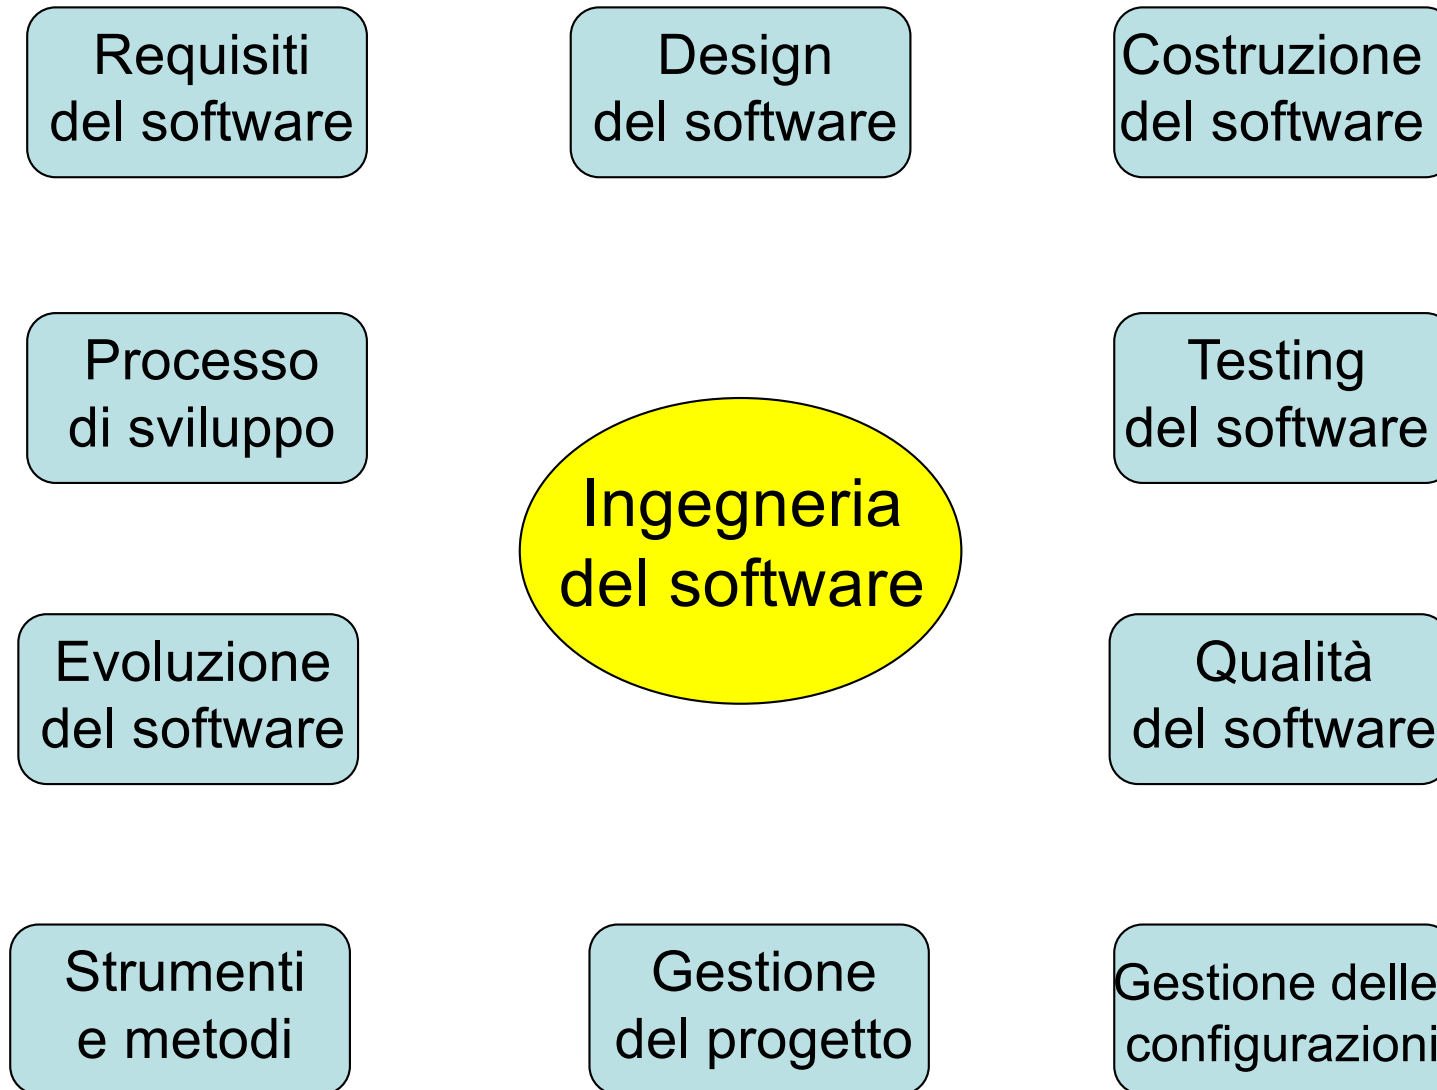 Requisiti
del software
Design
del software
Costruzione
del software
Processo
di sviluppo
Testing
del software
Ingegneria
del software
Evoluzione
del software
Qualità
del software
Strumenti
e metodi
Gestione
del progetto
Gestione delle
configurazioni